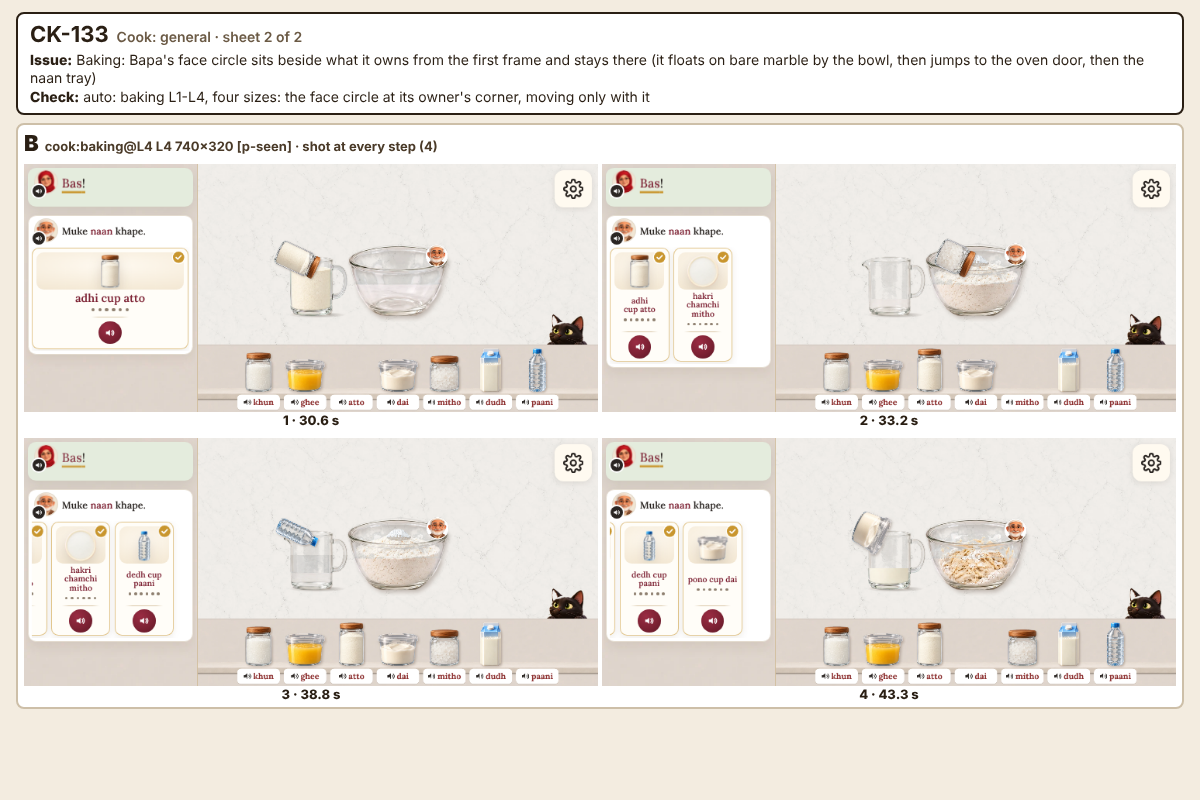 CK-133 Cook: general · sheet 2 of 2
Issue: Baking: Bapa's face circle sits beside what it owns from the first frame and stays there (it floats on bare marble by the bowl, then jumps to the oven door, then the
naan tray)
Check: auto: baking L1-L4, four sizes: the face circle at its owner's corner, moving only with it
B cook:baking@L4 L4 740×320 [p-seen] · shot at every step (4)
Bas!
Muke naan khape.
adhi cup atto
khun ghee atto dai mitho dudh paani
1 · 30.6 s
Bas!
Muke naan khape.
adhi
cup atto
hakri
chamchi
mitho
khun ghee atto dai mitho dudh paani
2 · 33.2 s
Bas!
Muke naan khape.
hakri
chamchi
mitho
dedh cup
paani
khun ghee atto dai mitho dudh paani
3 · 38.8 s
Bas!
Muke naan khape.
dedh cup
paani
pono cup dai
khun ghee atto dai mitho dudh paani
4 · 43.3 s